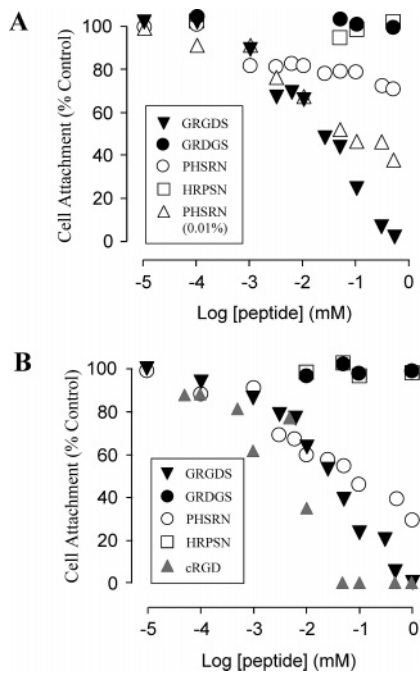 A
Cell Attachment (% Control)
100
80
60
40
20
0
GRGDS
GRDGS
PHSRN
HRPSN
PHSRN
(0.01%)
-5 -4 -3 -2 -1 0
Log [peptide] (mM)
B
Cell Attachment (% Control)
100
80
60
40
20
0
GRGDS
GRDGS
PHSRN
HRPSN
cRGD
-5 -4 -3 -2 -1 0
Log [peptide] (mM)